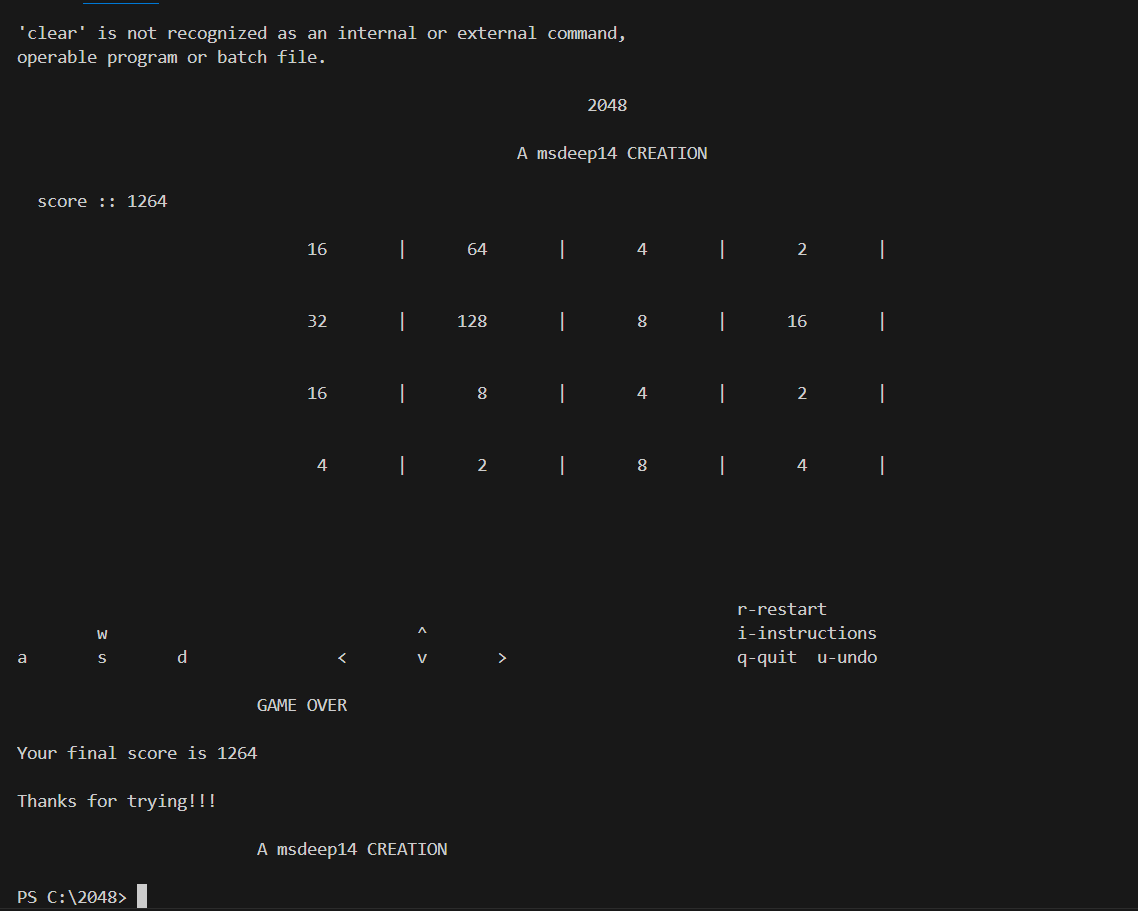 'clear' is not recognized as an internal or external command,
operable program or batch file.
2048
A msdeep14 CREATION
score :: 1264
16 | 64 | 4 | 2 |
32 | 128 | 8 | 16 |
16 | 8 | 4 | 2 |
4 | 2 | 8 | 4 |
r-restart
w ^ i-instructions
a s d < v > q-quit u-undo
GAME OVER
Your final score is 1264
Thanks for trying!!!
A msdeep14 CREATION
PS C:\2048>